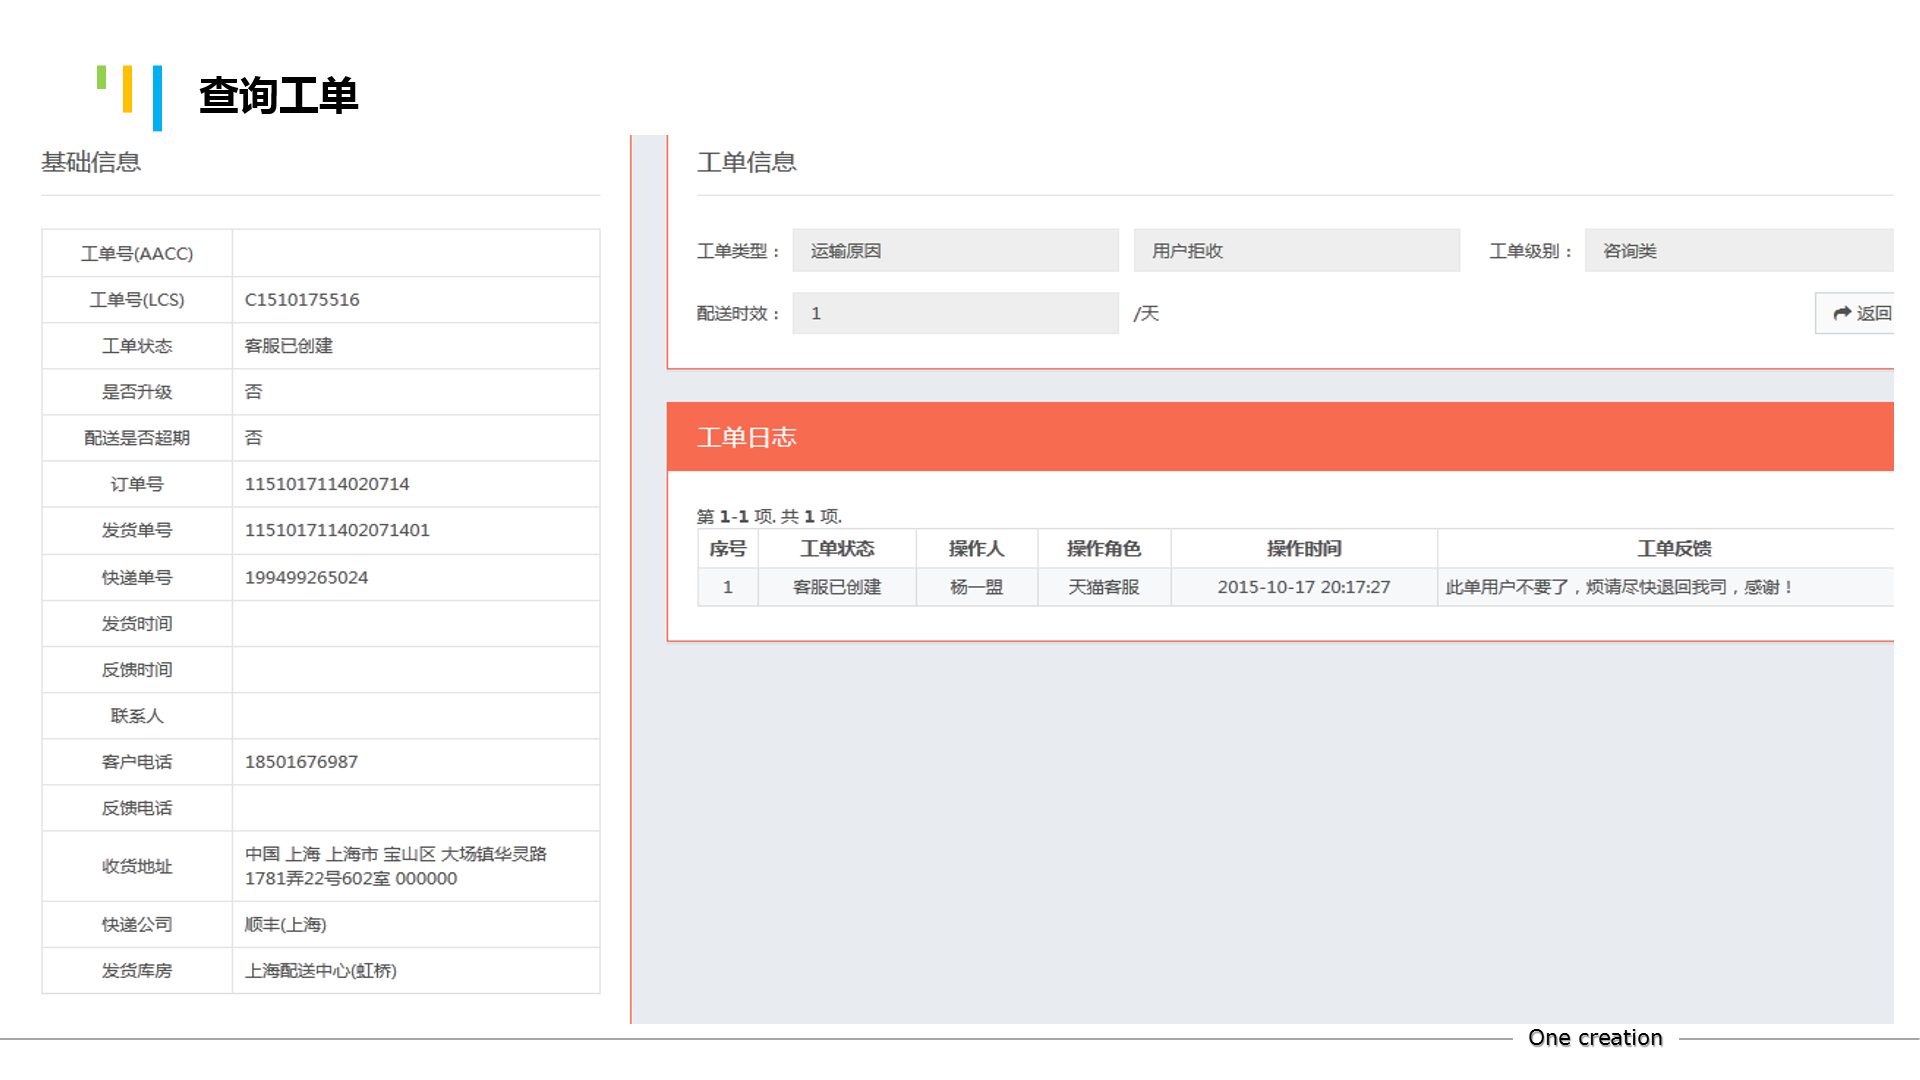 查询工单
基础信息
工单号(AACC)
工单号(LCS) C1510175516
工单状态 客服已创建
是否升级 否
配送是否超期 否
订单号 1151017114020714
发货单号 115101711402071401
快递单号 199499265024
发货时间
反馈时间
联系人
客户电话 18501676987
反馈电话
收货地址 中国 上海 上海市 宝山区 大场镇华灵路
1781弄22号602室 000000
快递公司 顺丰(上海)
发货库房 上海配送中心(虹桥)
工单信息
工单类型： 运输原因 用户拒收 工单级别： 咨询类
配送时效： 1 /天 返回
工单日志
第 1-1 项, 共 1 项.
序号 工单状态 操作人 操作角色 操作时间 工单反馈
1 客服已创建 杨一盟 天猫客服 2015-10-17 20:17:27 此单用户不要了，烦请尽快退回我司，感谢！
One creation